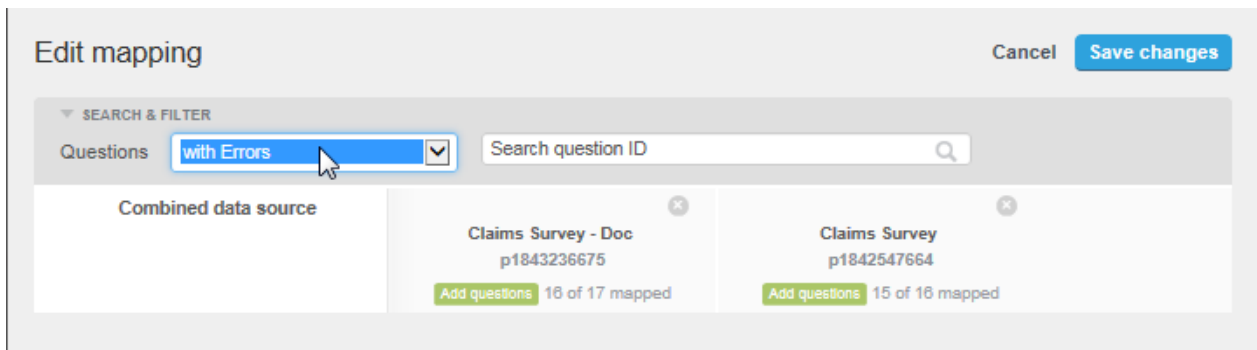 Edit mapping
Cancel
Save changes
SEARCH & FILTER
Questions
with Errors
Search question ID
Combined data source
Claims Survey - Doc
p1843236675
Add questions 16 of 17 mapped
Claims Survey
p1842547664
Add questions 15 of 16 mapped